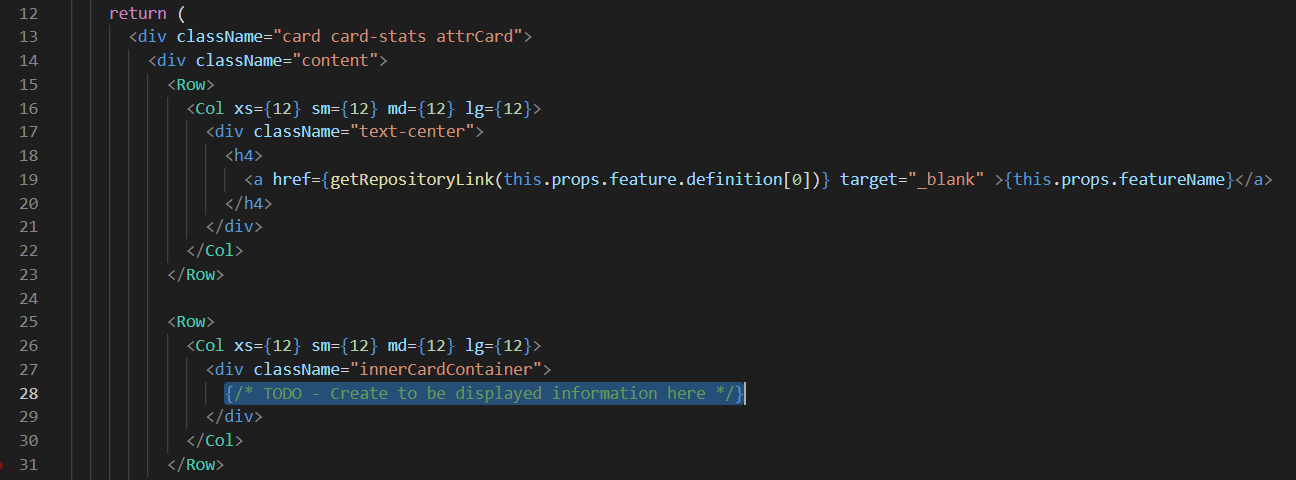 12 return (
13 <div className="card card-stats attrCard">
14 <div className="content">
15 <Row>
16 <Col xs={12} sm={12} md={12} lg={12}>
17 <div className="text-center">
18 <h4>
19 <a href={getRepositoryLink(this.props.feature.definition[0])} target="_blank" >{this.props.featureName}</a>
20 </h4>
21 </div>
22 </Col>
23 </Row>
24
25 <Row>
26 <Col xs={12} sm={12} md={12} lg={12}>
27 <div className="innerCardContainer">
28 {/* TODO - Create to be displayed information here */}
29 </div>
30 </Col>
31 </Row>